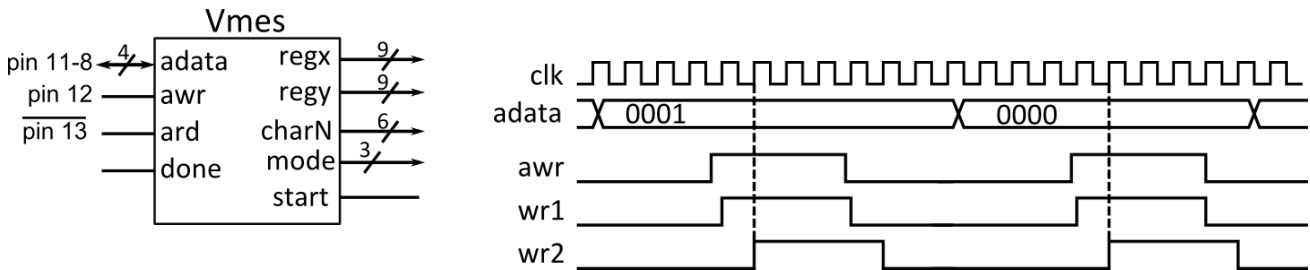 Vmes
pin 11-8 4 adata regx 9
pin 12 awr regy 9
pin 13 ard charN 6
done mode 3
start
clk
adata 0001 0000
awr
wr1
wr2